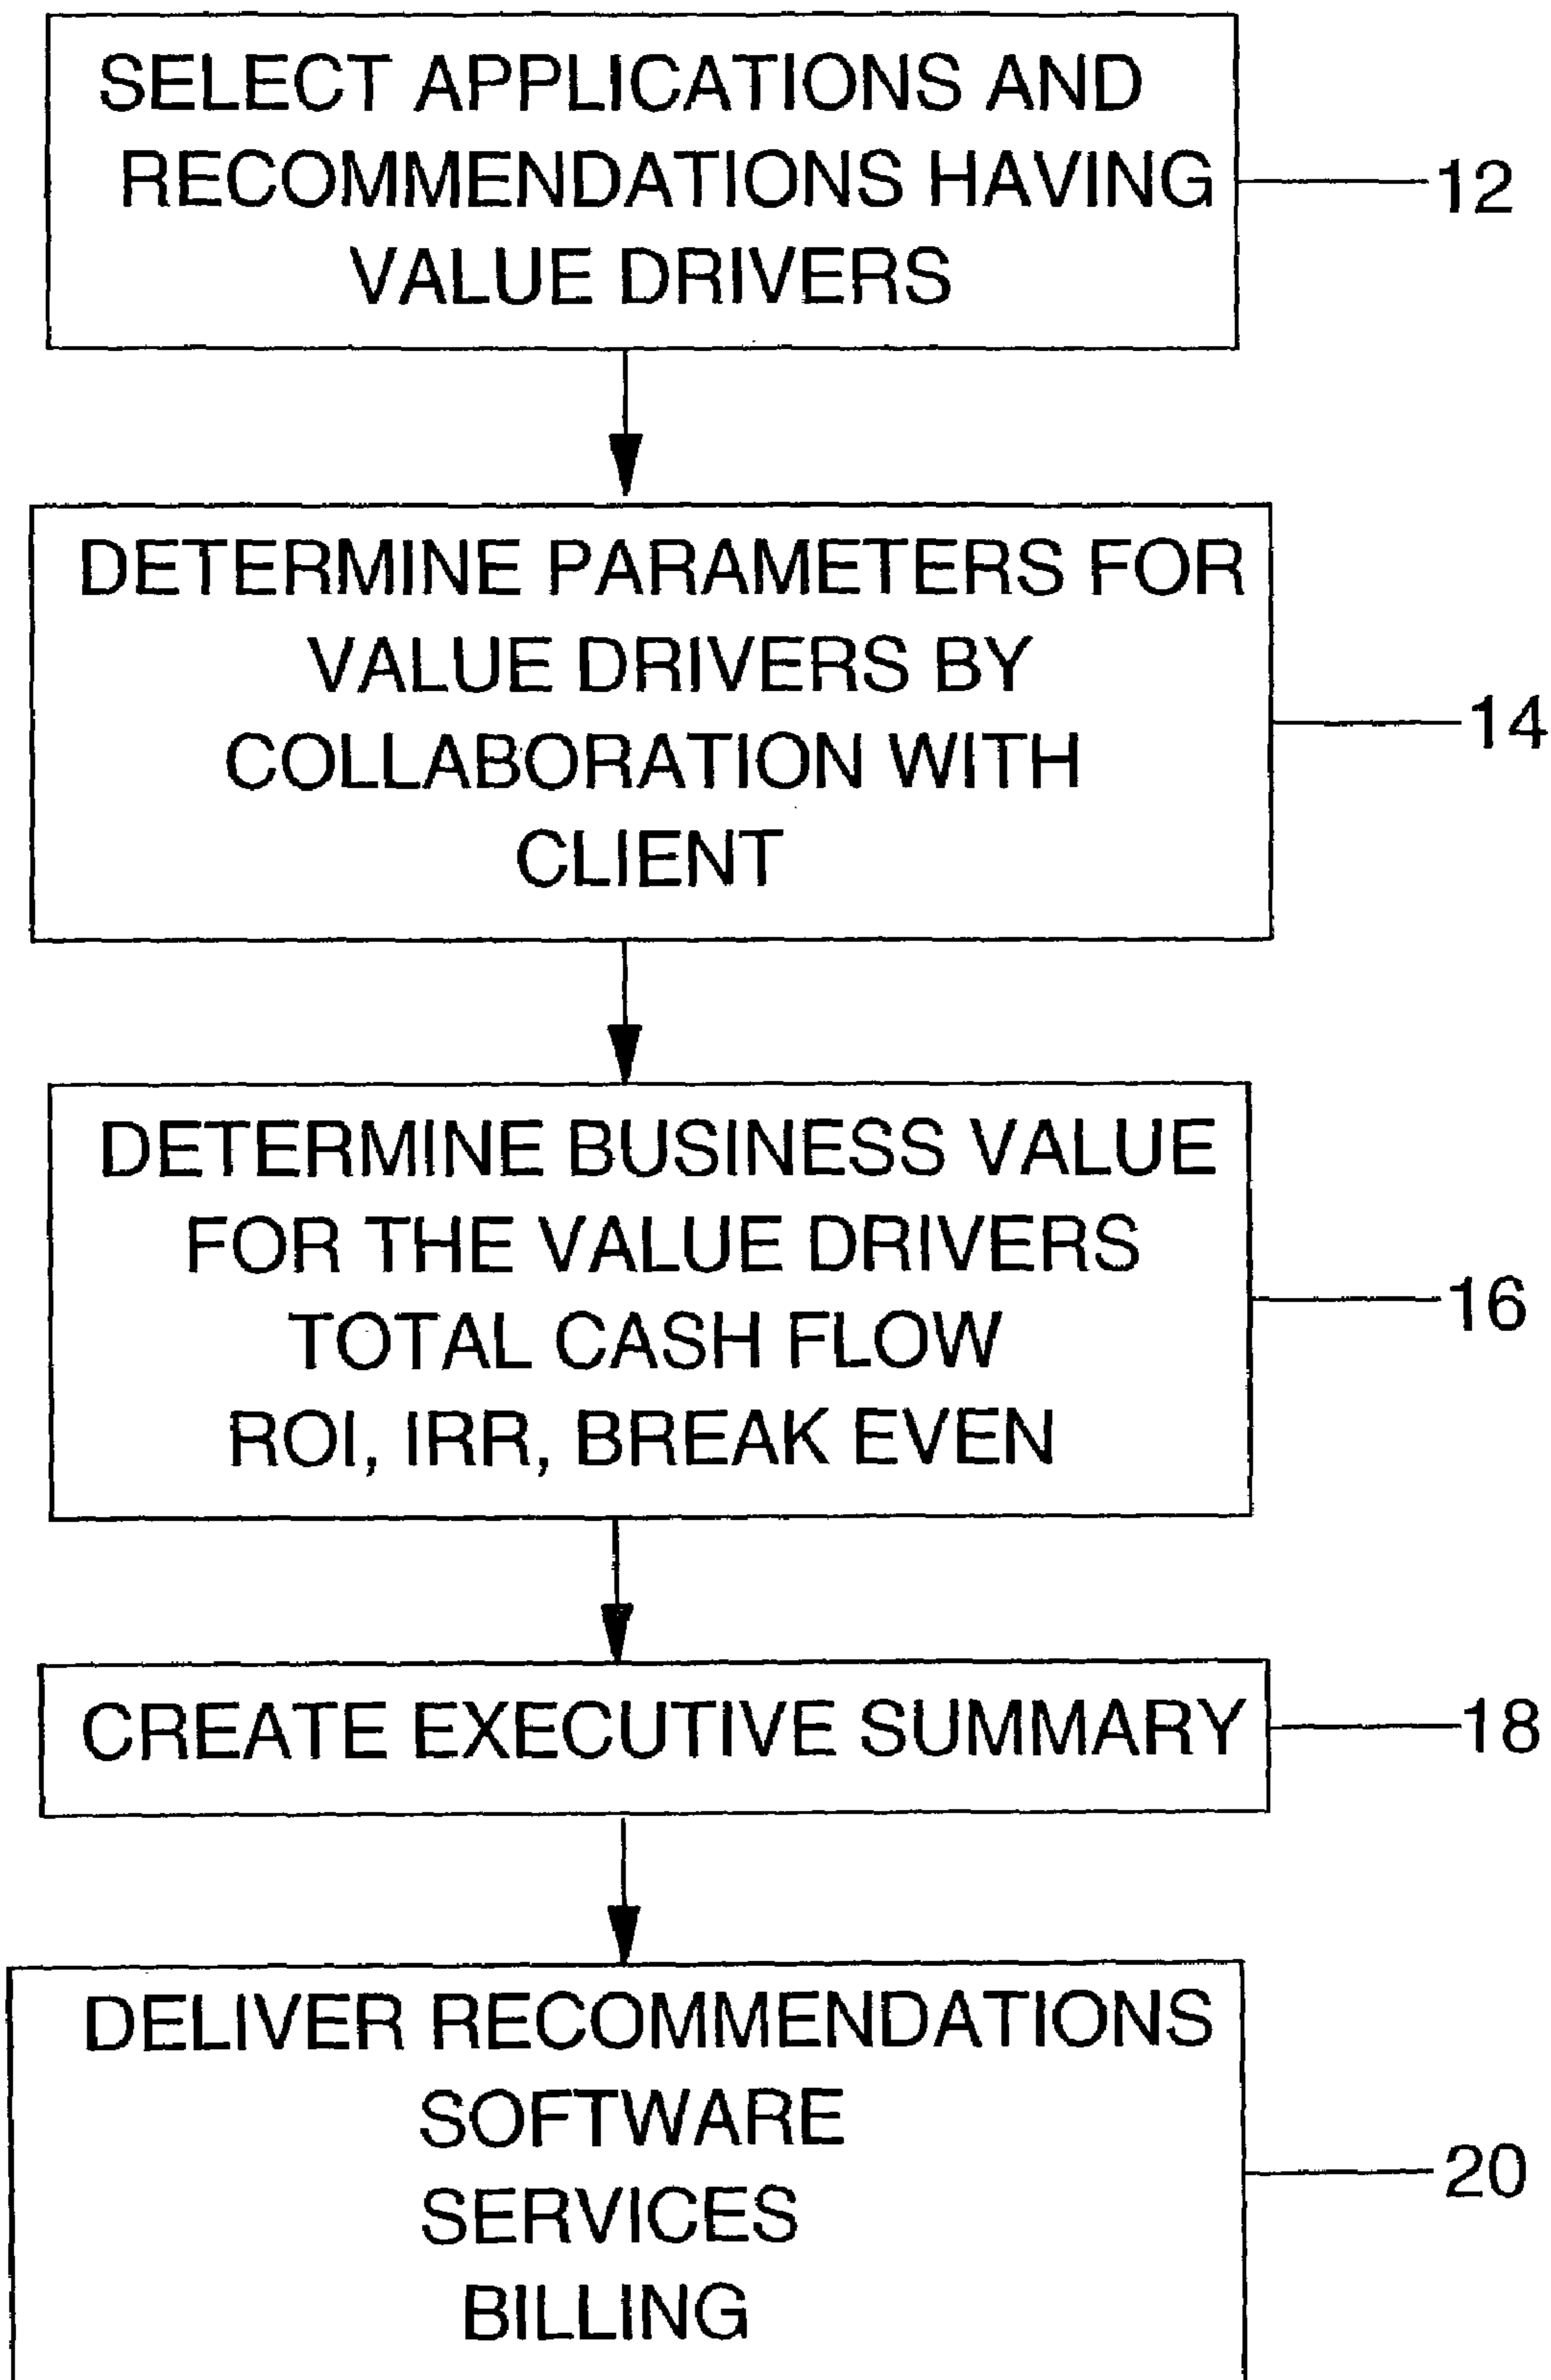 SELECT APPLICATIONS AND
RECOMMENDATIONS HAVING
VALUE DRIVERS
12
DETERMINE PARAMETERS FOR
VALUE DRIVERS BY
COLLABORATION WITH
CLIENT
14
DETERMINE BUSINESS VALUE
FOR THE VALUE DRIVERS
TOTAL CASH FLOW
ROI, IRR, BREAK EVEN
16
CREATE EXECUTIVE SUMMARY
18
DELIVER RECOMMENDATIONS
SOFTWARE
SERVICES
BILLING
20